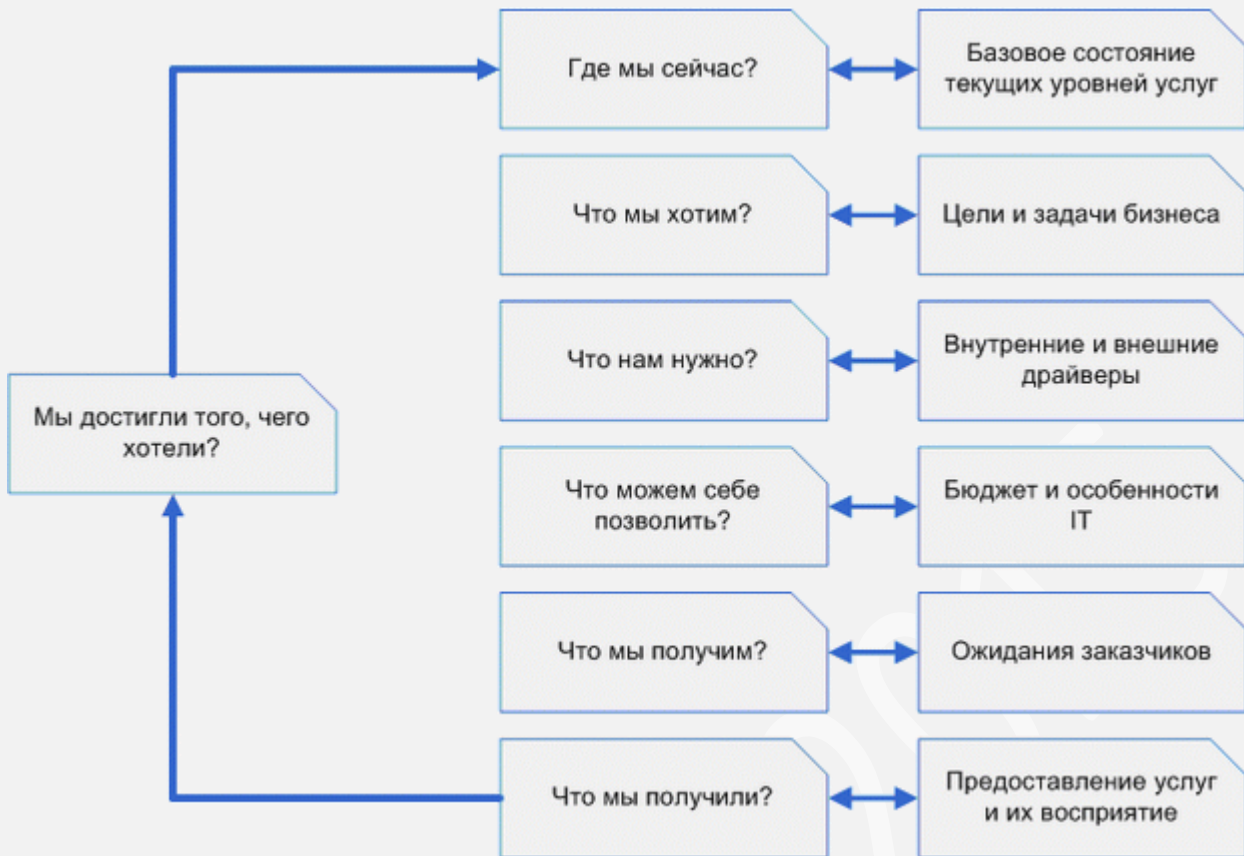 Где мы сейчас?
Базовое состояние
текущих уровней услуг
Что мы хотим?
Цели и задачи бизнеса
Что нам нужно?
Внутренние и внешние
драйверы
Мы достигли того, чего
хотели?
Что можем себе
позволить?
Бюджет и особенности
IT
Что мы получим?
Ожидания заказчиков
Что мы получили?
Предоставление услуг
и их восприятие